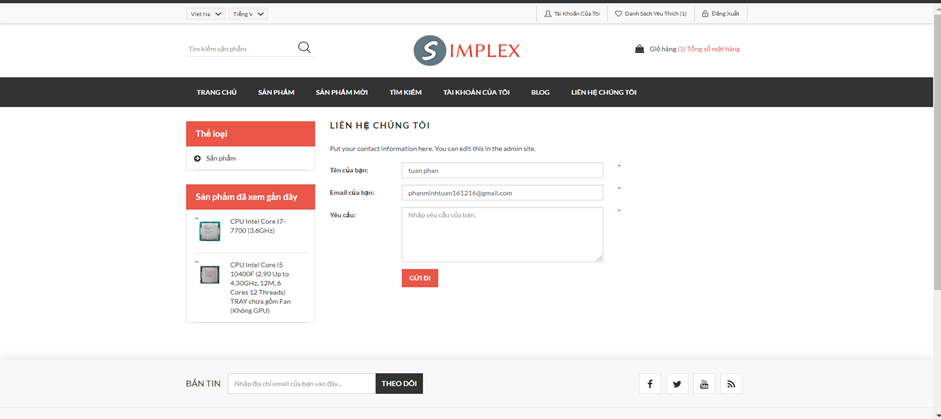 Viet Na
Tiếng V
Tài Khoản Của Tôi
Danh Sách Yêu Thích (1)
Đăng Xuất
Tìm kiếm sản phẩm
S IMPLEX
Giỏ hàng (1) Tổng số mặt hàng
TRANG CHỦ
SẢN PHẨM
SẢN PHẨM MỚI
TÌM KIẾM
TÀI KHOẢN CỦA TÔI
BLOG
LIÊN HỆ CHÚNG TÔI
Thể loại
Sản phẩm
Sản phẩm đã xem gần đây
CPU Intel Core I7-
7700 (3.6GHz)
CPU Intel Core I5
10400F (2.90 Up to
4.30GHz, 12M, 6
Cores 12 Threads)
TRAY chưa gồm Fan
(Không GPU)
LIÊN HỆ CHÚNG TÔI
Put your contact information here. You can edit this in the admin site.
Tên của bạn:
tuan phan
*
Email của bạn:
phanminhtuan161216@gmail.com
*
Yêu cầu:
Nhập yêu cầu của bạn.
*
GỬI ĐI
BẢN TIN
Nhập địa chỉ email của bạn vào đây...
THEO DÕI
You
Tube